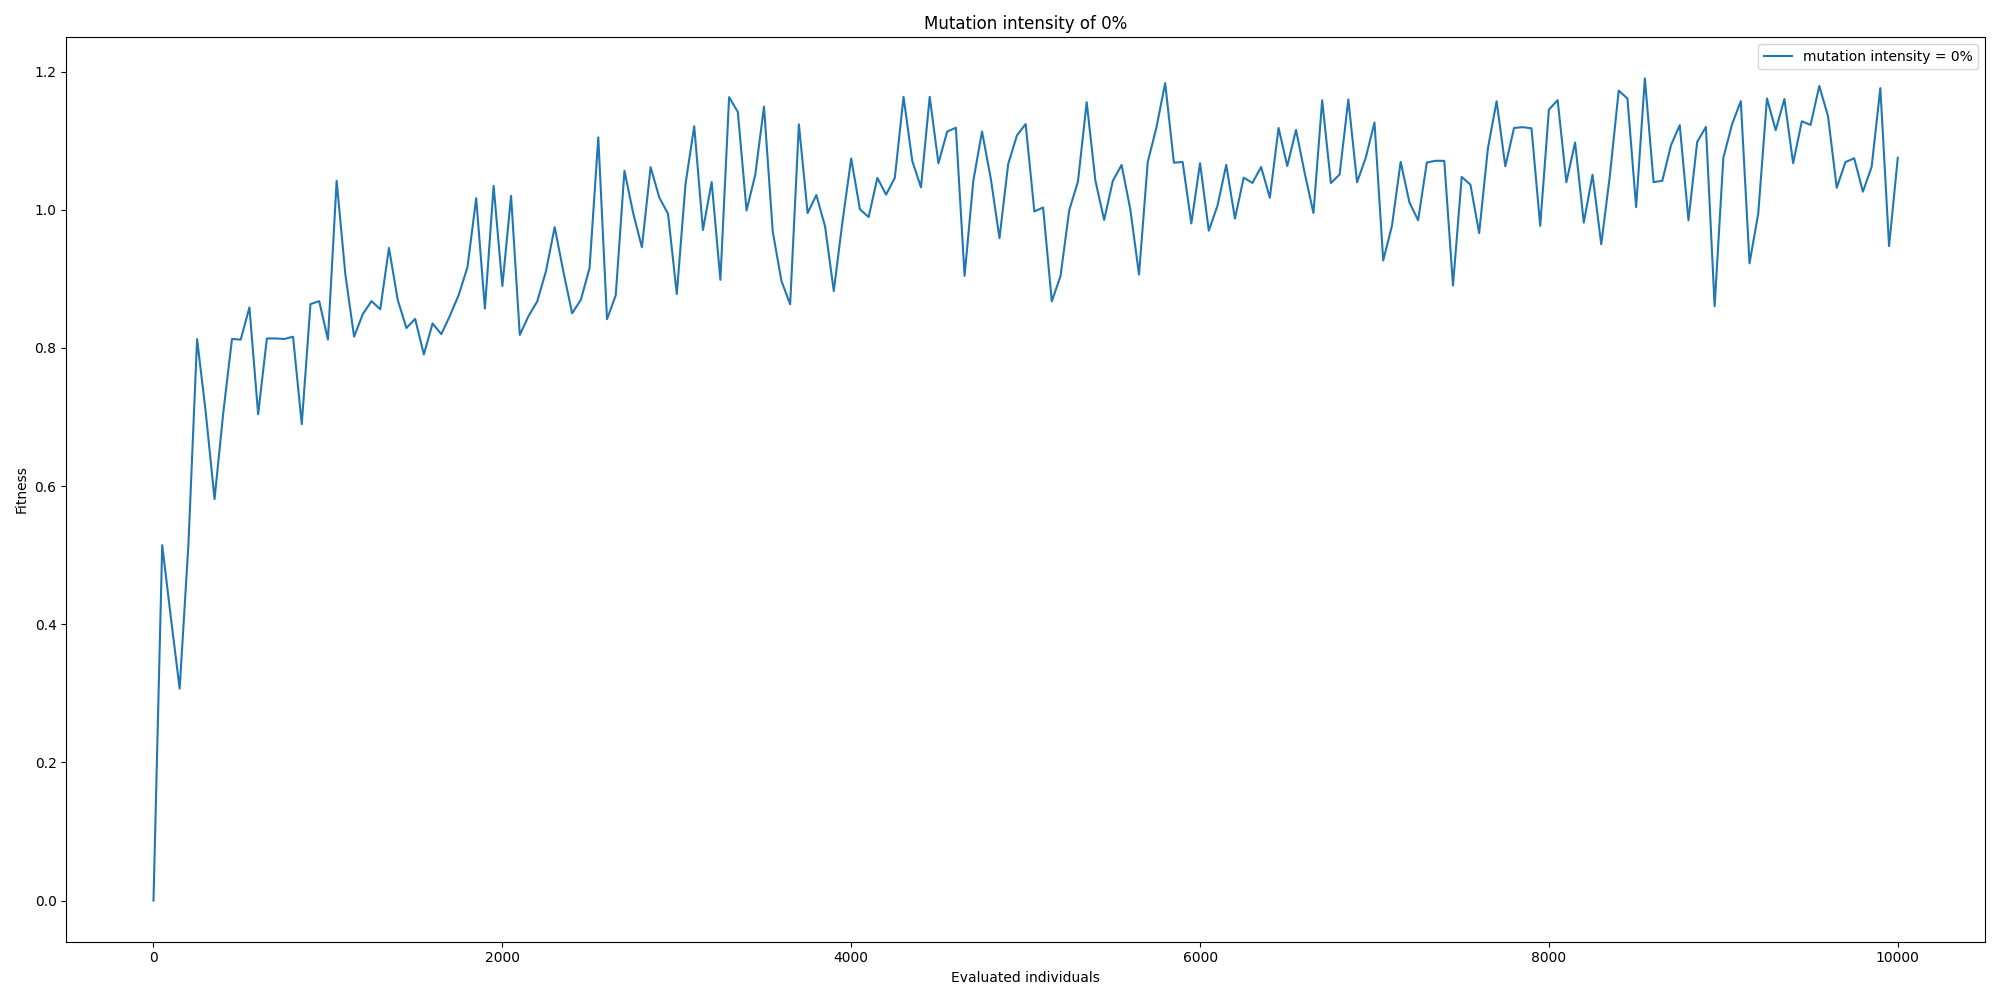 Mutation intensity of 0%
mutation intensity = 0%
1.2
1.0
0.8
0.6
0.4
0.2
0.0
Fitness
0 2000 4000 6000 8000 10000
Evaluated individuals